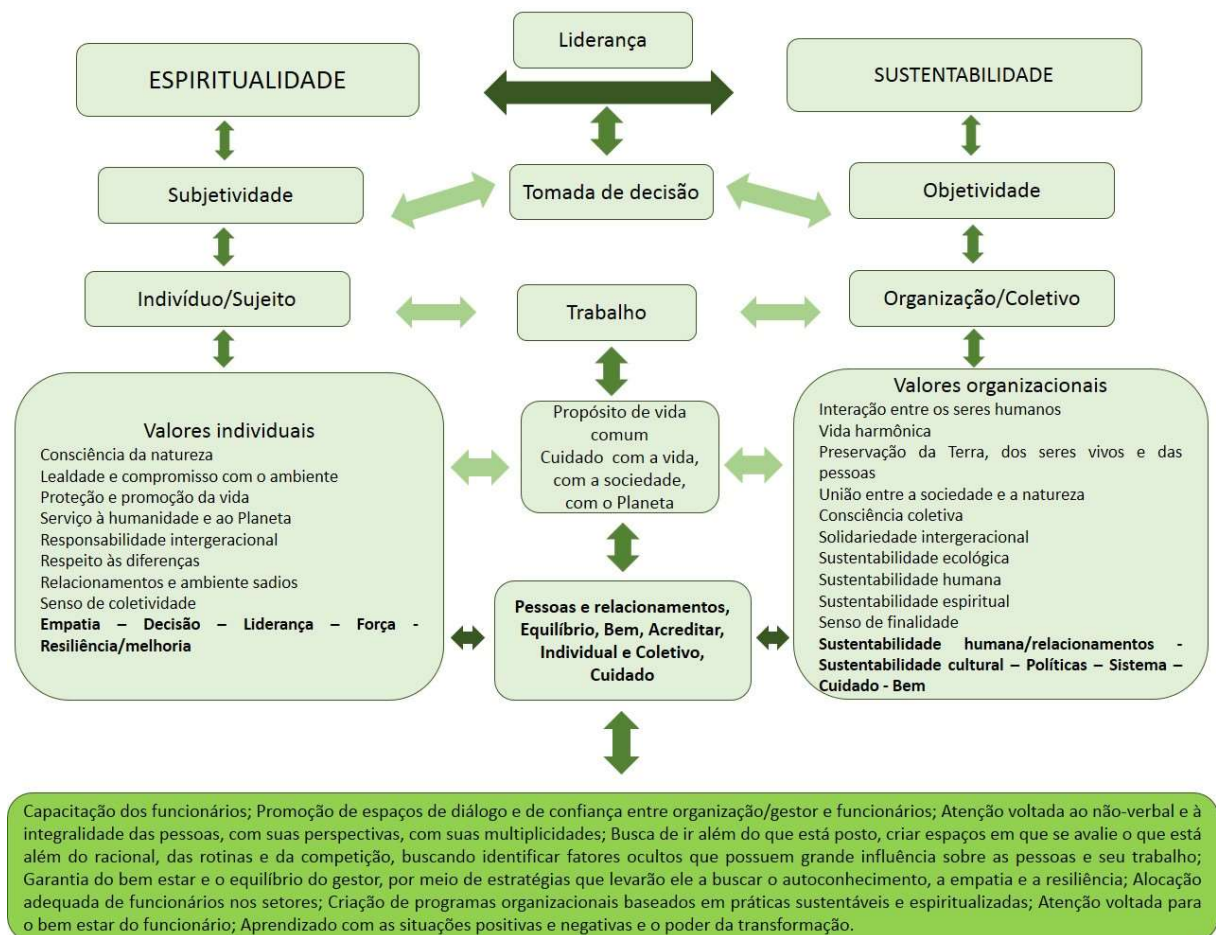 Liderança
ESPIRITUALIDADE
SUSTENTABILIDADE
Subjetividade
Tomada de decisão
Objetividade
Indivíduo/Sujeito
Trabalho
Organização/Coletivo
Valores individuais
Consciência da natureza
Lealdade e compromisso com o ambiente
Proteção e promoção da vida
Serviço à humanidade e ao Planeta
Responsabilidade intergeracional
Respeito às diferenças
Relacionamentos e ambiente sadios
Senso de coletividade
Empatia – Decisão – Liderança – Força -
Resiliência/melhoria
Propósito de vida
comum
Cuidado com a vida,
com a sociedade,
com o Planeta
Pessoas e relacionamentos,
Equilíbrio, Bem, Acreditar,
Individual e Coletivo,
Cuidado
Valores organizacionais
Interação entre os seres humanos
Vida harmônica
Preservação da Terra, dos seres vivos e das
pessoas
União entre a sociedade e a natureza
Consciência coletiva
Solidariedade intergeracional
Sustentabilidade ecológica
Sustentabilidade humana
Sustentabilidade espiritual
Senso de finalidade
Sustentabilidade humana/relacionamentos -
Sustentabilidade cultural – Políticas – Sistema –
Cuidado - Bem
Capacitação dos funcionários; Promoção de espaços de diálogo e de confiança entre organização/gestor e funcionários; Atenção voltada ao não-verbal e à
integralidade das pessoas, com suas perspectivas, com suas multiplicidades; Busca de ir além do que está posto, criar espaços em que se avalie o que está
além do racional, das rotinas e da competição, buscando identificar fatores ocultos que possuem grande influência sobre as pessoas e seu trabalho;
Garantia do bem estar e o equilíbrio do gestor, por meio de estratégias que levarão ele a buscar o autoconhecimento, a empatia e a resiliência; Alocação
adequada de funcionários nos setores; Criação de programas organizacionais baseados em práticas sustentáveis e espiritualizadas; Atenção voltada para
o bem estar do funcionário; Aprendizado com as situações positivas e negativas e o poder da transformação.